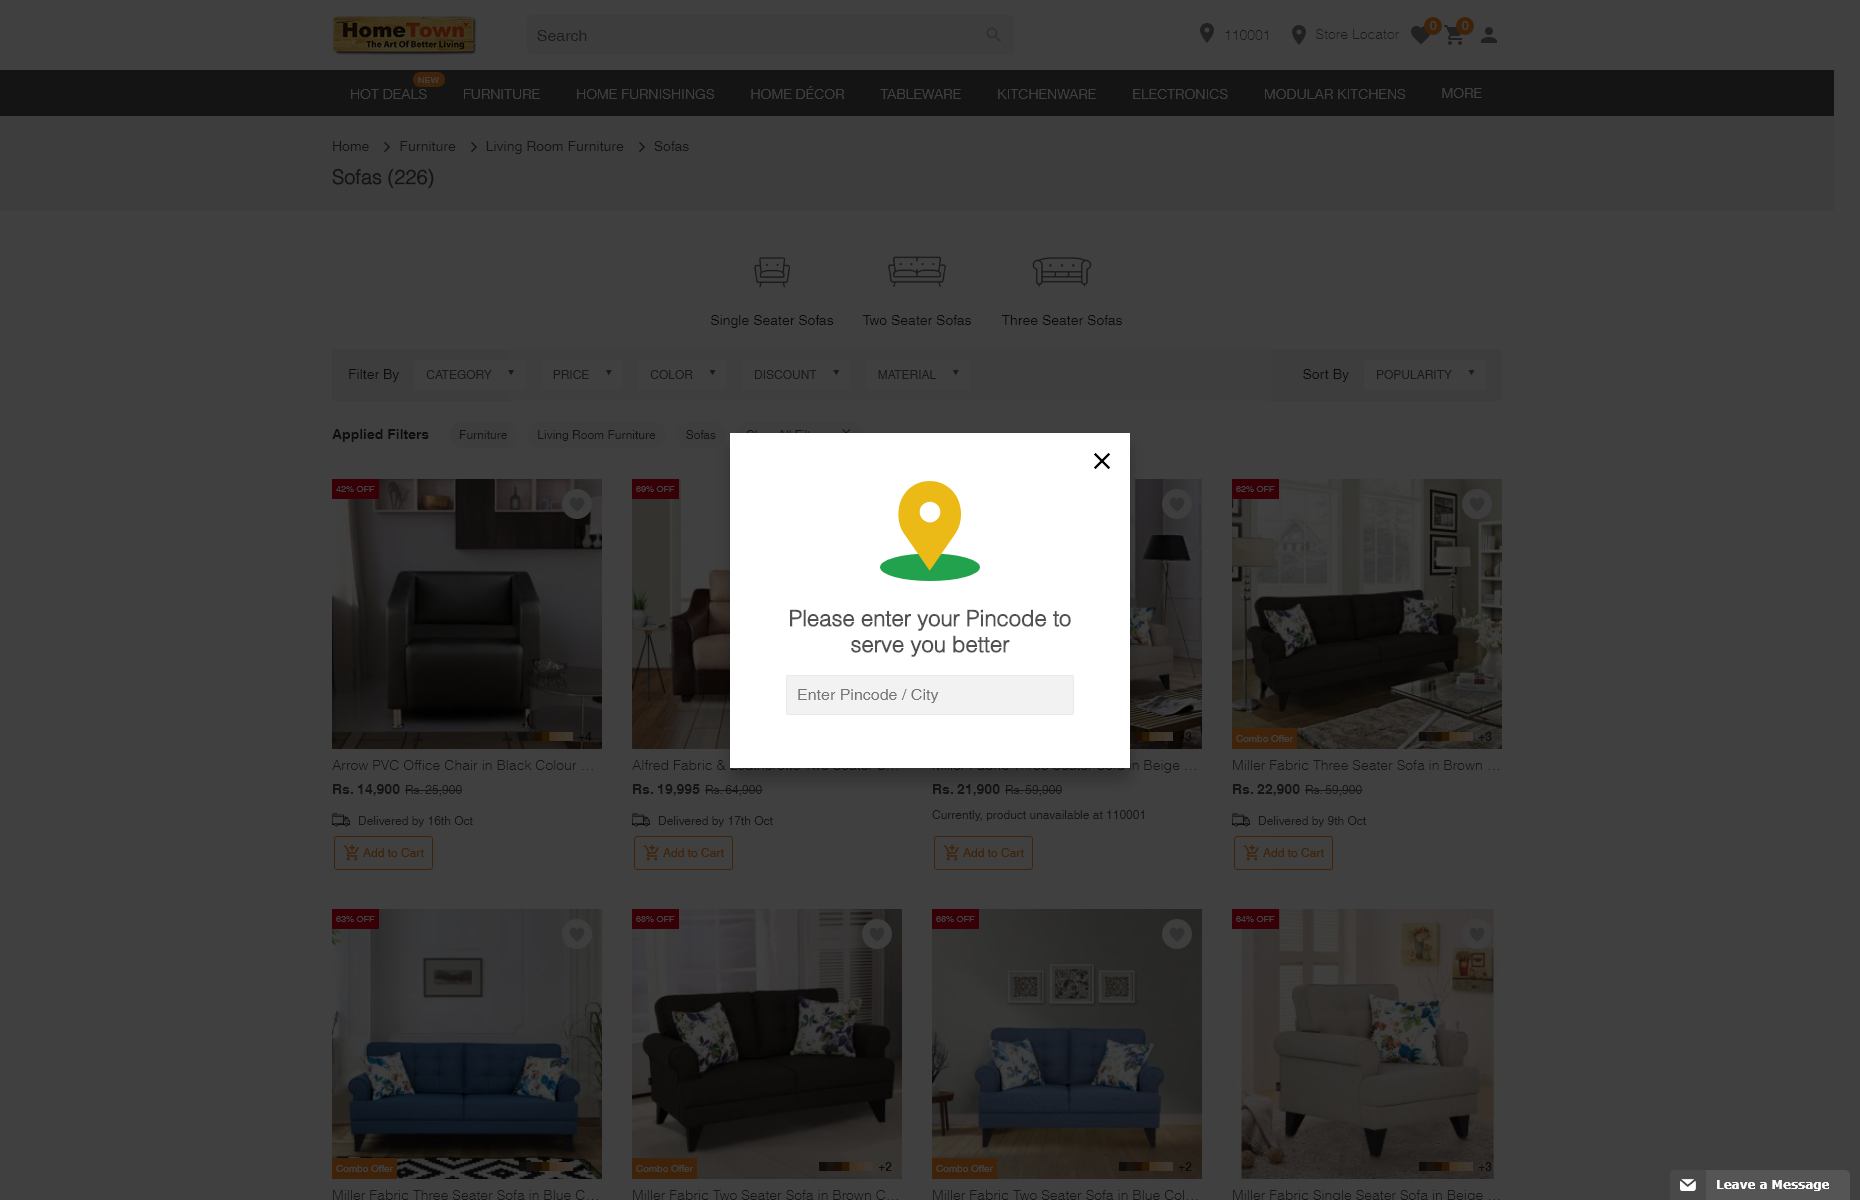 HomeTown
The Art Of Better Living
Search
110001
Store Locator
0
0
NEW
HOT DEALS
FURNITURE
HOME FURNISHINGS
HOME DÉCOR
TABLEWARE
KITCHENWARE
ELECTRONICS
MODULAR KITCHENS
MORE
Home
Furniture
Living Room Furniture
Sofas
Sofas (226)
Single Seater Sofas
Two Seater Sofas
Three Seater Sofas
Filter By
CATEGORY
PRICE
COLOR
DISCOUNT
MATERIAL
Sort By
POPULARITY
Applied Filters
Furniture
Living Room Furniture
Sofas
Please enter your Pincode to
serve you better
Enter Pincode / City
42% OFF
69% OFF
62% OFF
+4
+3
Combo Offer
+3
Arrow PVC Office Chair in Black Colour ...
Alfred Fabric &
Miller Fabric Three Seater Sofa in Brown ...
Rs. 14,900 Rs. 25,900
Rs. 19,995 Rs. 64,900
Rs. 21,900 Rs. 59,900
Rs. 22,900 Rs. 59,900
Delivered by 16th Oct
Delivered by 17th Oct
Currently, product unavailable at 110001
Delivered by 9th Oct
Add to Cart
Add to Cart
Add to Cart
Add to Cart
63% OFF
68% OFF
68% OFF
64% OFF
Combo Offer
Combo Offer
+2
Combo Offer
+2
+3
Miller Fabric Three Seater Sofa in Blue C...
Miller Fabric Two Seater Sofa in Brown C...
Miller Fabric Two Seater Sofa in Blue Col...
Miller Fabric Single Seater Sofa in Beige ...
Leave a Message